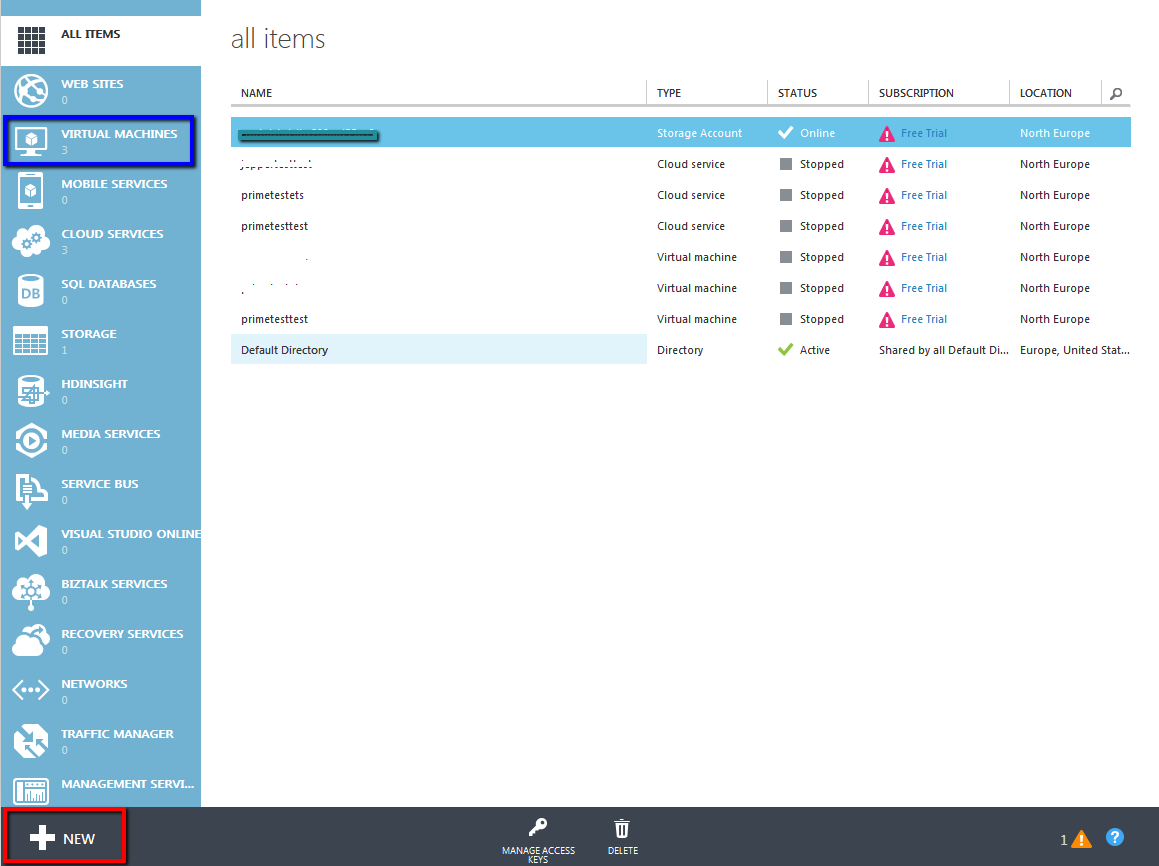 ALL ITEMS
WEB SITES
0
VIRTUAL MACHINES
3
MOBILE SERVICES
0
CLOUD SERVICES
3
SQL DATABASES
0
DB
STORAGE
1
HDINSIGHT
0
MEDIA SERVICES
0
SERVICE BUS
0
VISUAL STUDIO ONLINE
0
BIZTALK SERVICES
0
RECOVERY SERVICES
0
NETWORKS
0
TRAFFIC MANAGER
0
MANAGEMENT SERVI...
all items
NAME TYPE STATUS SUBSCRIPTION LOCATION
Storage Account Online Free Trial North Europe
Cloud service Stopped Free Trial North Europe
primetestets Cloud service Stopped Free Trial North Europe
primetesttest Cloud service Stopped Free Trial North Europe
Virtual machine Stopped Free Trial North Europe
Virtual machine Stopped Free Trial North Europe
primetesttest Virtual machine Stopped Free Trial North Europe
Default Directory Directory Active Shared by all Default Di... Europe, United Stat...
NEW
MANAGE ACCESS
KEYS
DELETE
1
?